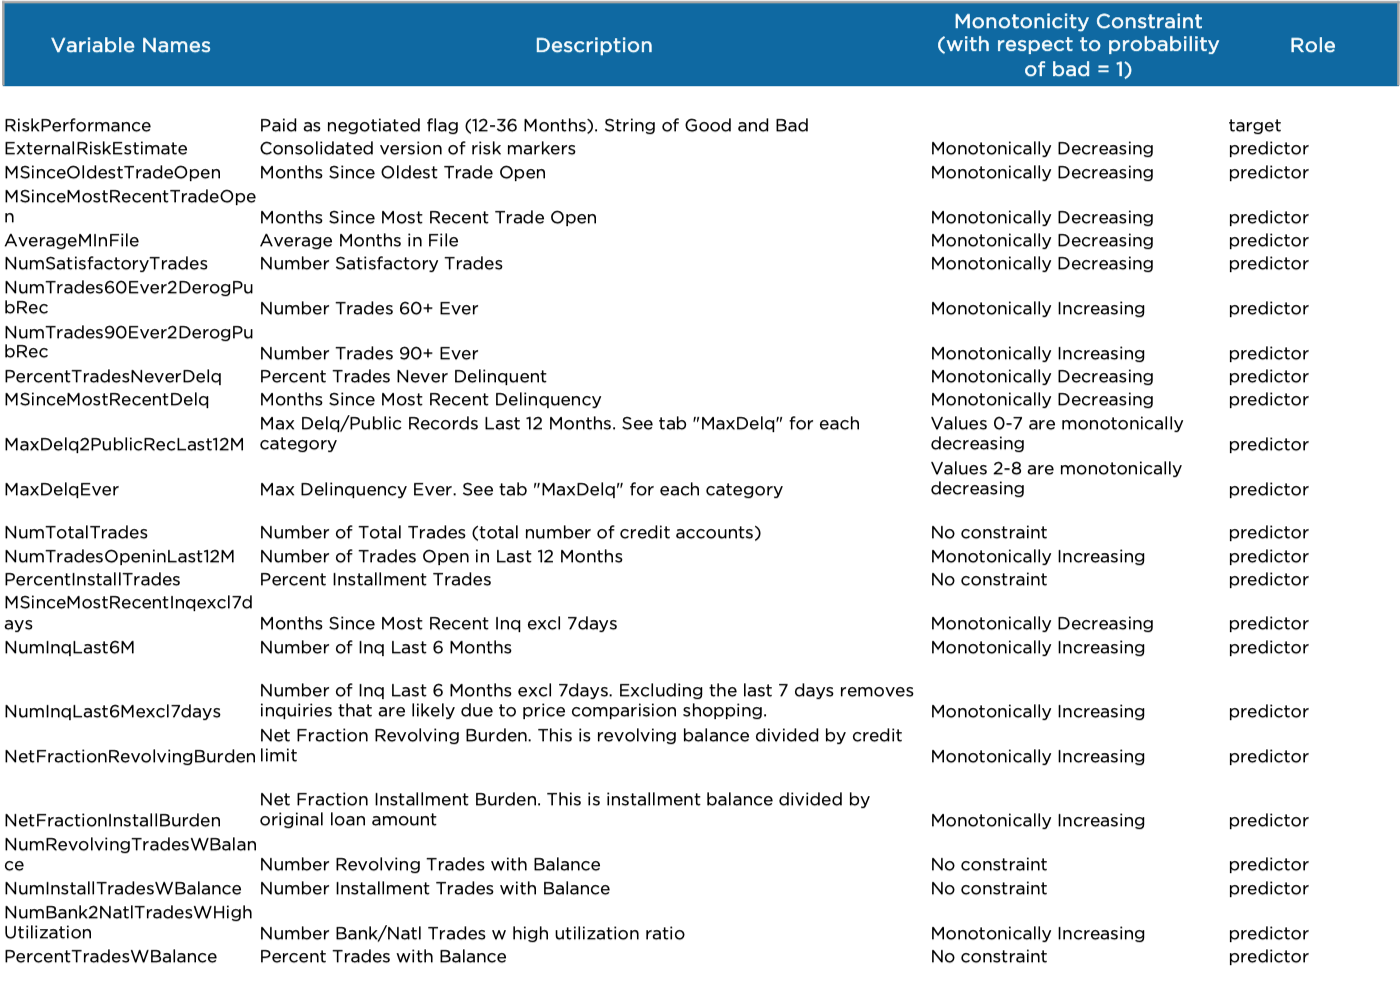 Variable Names Description Monotonicity Constraint (with respect to probability of bad = 1) Role
RiskPerformance Paid as negotiated flag (12-36 Months). String of Good and Bad target
ExternalRiskEstimate Consolidated version of risk markers Monotonically Decreasing predictor
MSinceOldestTradeOpen Months Since Oldest Trade Open Monotonically Decreasing predictor
MSinceMostRecentTradeOpe
n Months Since Most Recent Trade Open Monotonically Decreasing predictor
AverageMInFile Average Months in File Monotonically Decreasing predictor
NumSatisfactoryTrades Number Satisfactory Trades Monotonically Decreasing predictor
NumTrades60Ever2DerogPu
bRec Number Trades 60+ Ever Monotonically Increasing predictor
NumTrades90Ever2DerogPu
bRec Number Trades 90+ Ever Monotonically Increasing predictor
PercentTradesNeverDelq Percent Trades Never Delinquent Monotonically Decreasing predictor
MSinceMostRecentDelq Months Since Most Recent Delinquency Monotonically Decreasing predictor
Max Delq/Public Records Last 12 Months. See tab "MaxDelq" for each Values 0-7 are monotonically
MaxDelq2PublicRecLast12M category decreasing predictor
Values 2-8 are monotonically
MaxDelqEver Max Delinquency Ever. See tab "MaxDelq" for each category decreasing predictor
NumTotalTrades Number of Total Trades (total number of credit accounts) No constraint predictor
NumTradesOpeninLast12M Number of Trades Open in Last 12 Months Monotonically Increasing predictor
PercentInstallTrades Percent Installment Trades No constraint predictor
MSinceMostRecentInqexcl7d
ays Months Since Most Recent Inq excl 7days Monotonically Decreasing predictor
NumInqLast6M Number of Inq Last 6 Months Monotonically Increasing predictor
Number of Inq Last 6 Months excl 7days. Excluding the last 7 days removes
NumInqLast6Mexcl7days inquiries that are likely due to price comparision shopping. Monotonically Increasing predictor
Net Fraction Revolving Burden. This is revolving balance divided by credit
NetFractionRevolvingBurden limit Monotonically Increasing predictor
Net Fraction Installment Burden. This is installment balance divided by
NetFractionInstallBurden original loan amount Monotonically Increasing predictor
NumRevolvingTradesWBalan
ce Number Revolving Trades with Balance No constraint predictor
NumInstallTradesWBalance Number Installment Trades with Balance No constraint predictor
NumBank2NatlTradesWHigh
Utilization Number Bank/Natl Trades w high utilization ratio Monotonically Increasing predictor
PercentTradesWBalance Percent Trades with Balance No constraint predictor